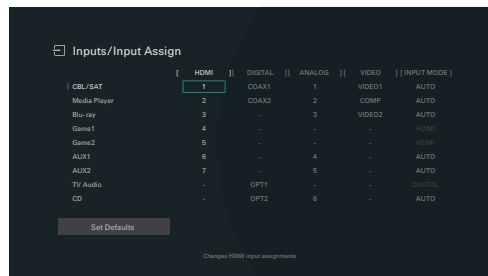 Inputs/Input Assign
[ HDMI ][ DIGITAL ][ ANALOG ][ VIDEO ][ INPUT MODE ]
CBL/SAT 1 COAX1 1 VIDEO1 AUTO
Media Player 2 COAX2 2 COMP AUTO
Blu-ray 3 - 3 VIDEO2 AUTO
Game1 4 - - - HDMI
Game2 5 - - - HDMI
AUX1 6 - 4 - AUTO
AUX2 7 - 5 - AUTO
TV Audio - OPT1 - - DIGITAL
CD - OPT2 6 - AUTO
Set Defaults
Changes HDMI input assignments.